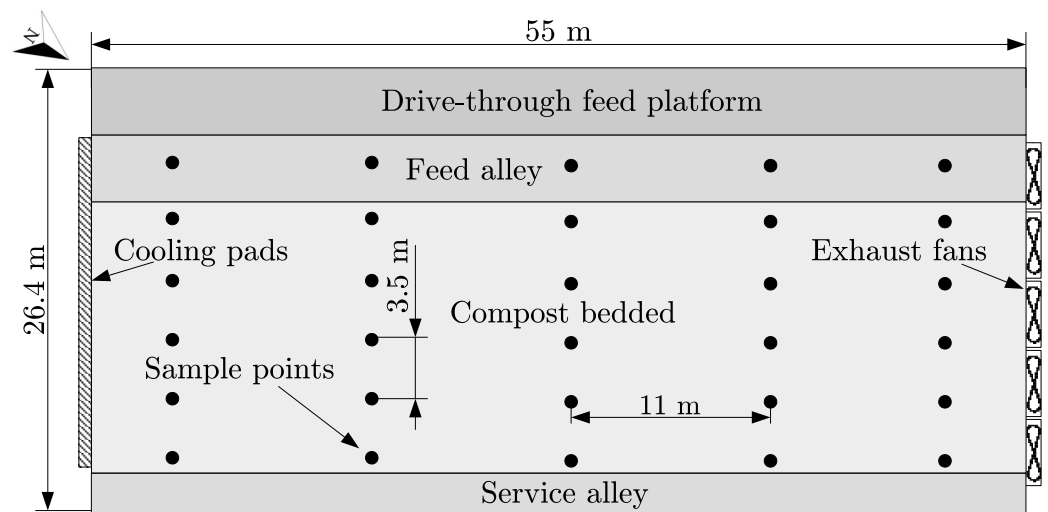 N
55 m
Drive-through feed platform
Feed alley
Cooling pads
Exhaust fans
3.5 m
26.4 m
Compost bedded
Sample points
11 m
Service alley